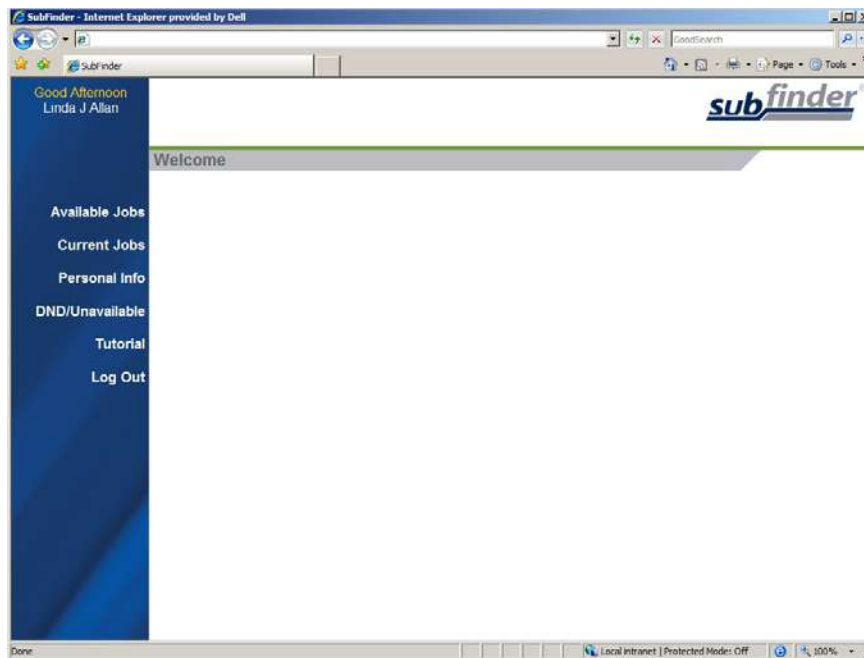 SubFinder - Internet Explorer provided by Dell
GoodSearch
SubFinder
Page
Tools
Good Afternoon
Linda J Allan
subfinder
Welcome
Available Jobs
Current Jobs
Personal Info
DND/Unavailable
Tutorial
Log Out
Done
Local intranet | Protected Mode: Off
100%